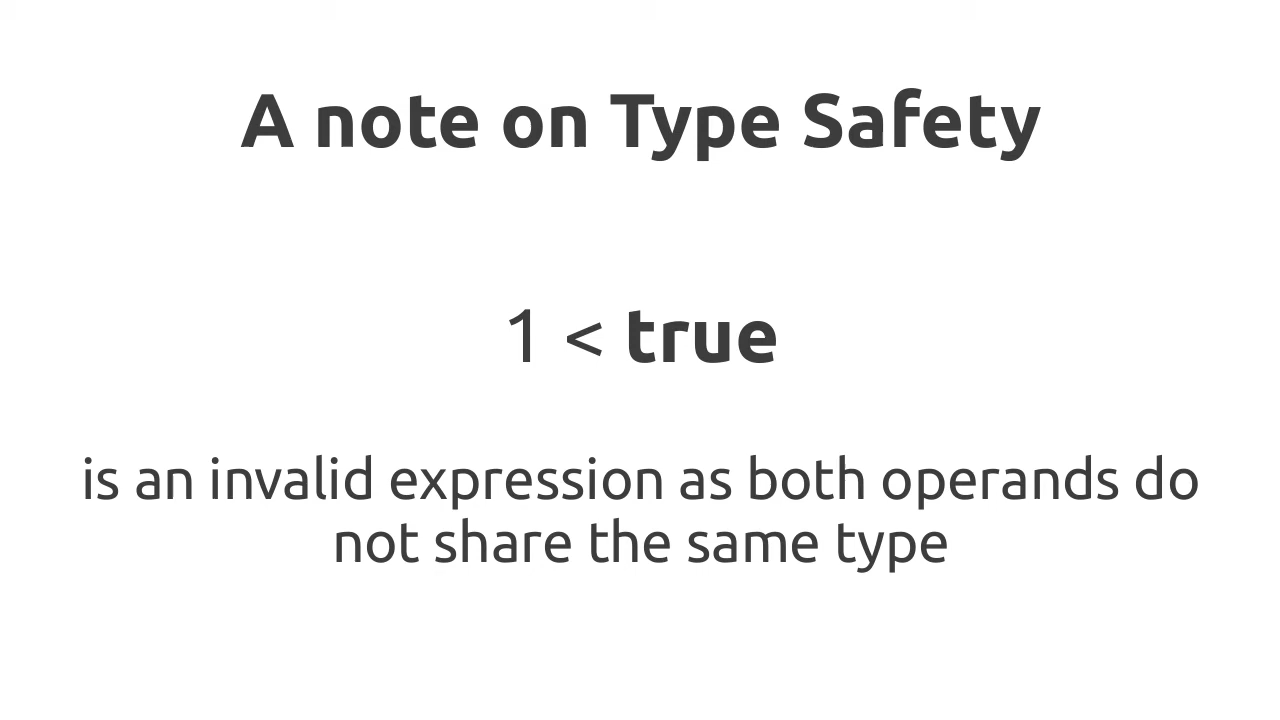 A note on Type Safety
1 < true
is an invalid expression as both operands do
not share the same type